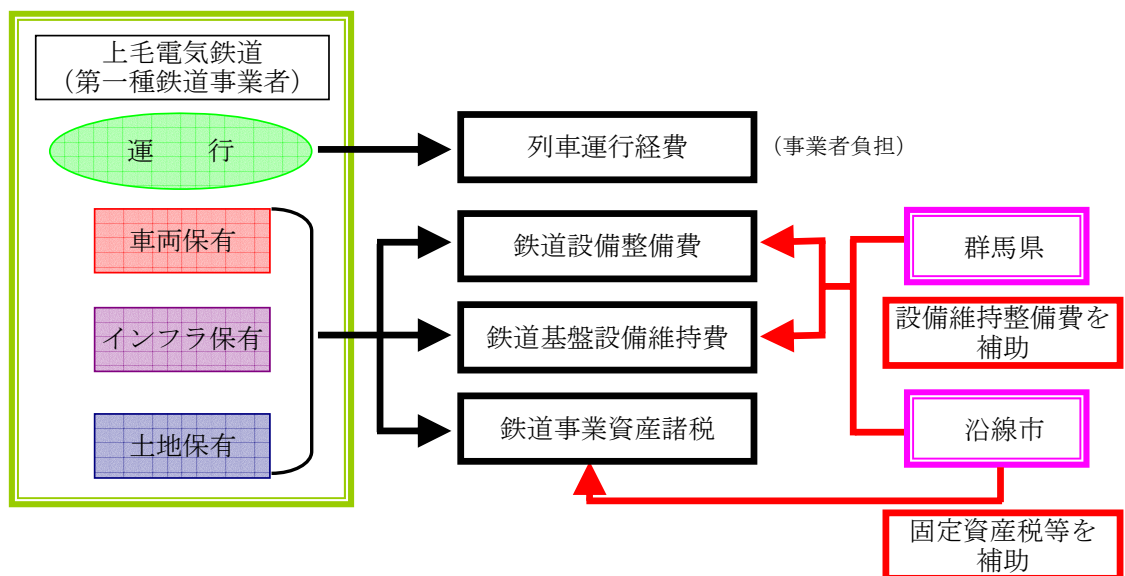 上毛電気鉄道
（第一種鉄道事業者）
運　行
列車運行経費
（事業者負担）
車両保有
鉄道設備整備費
群馬県
インフラ保有
鉄道基盤設備維持費
設備維持整備費を
補助
土地保有
鉄道事業資産諸税
沿線市
固定資産税等を
補助